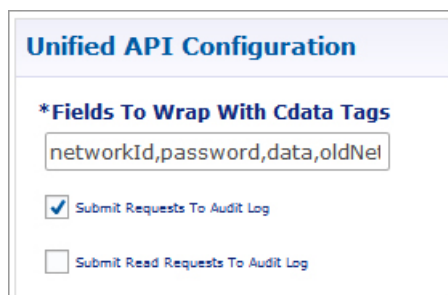 Unified API Configuration
*Fields To Wrap With Cdata Tags
networkId,password,data,oldNet
Submit Requests To Audit Log
Submit Read Requests To Audit Log